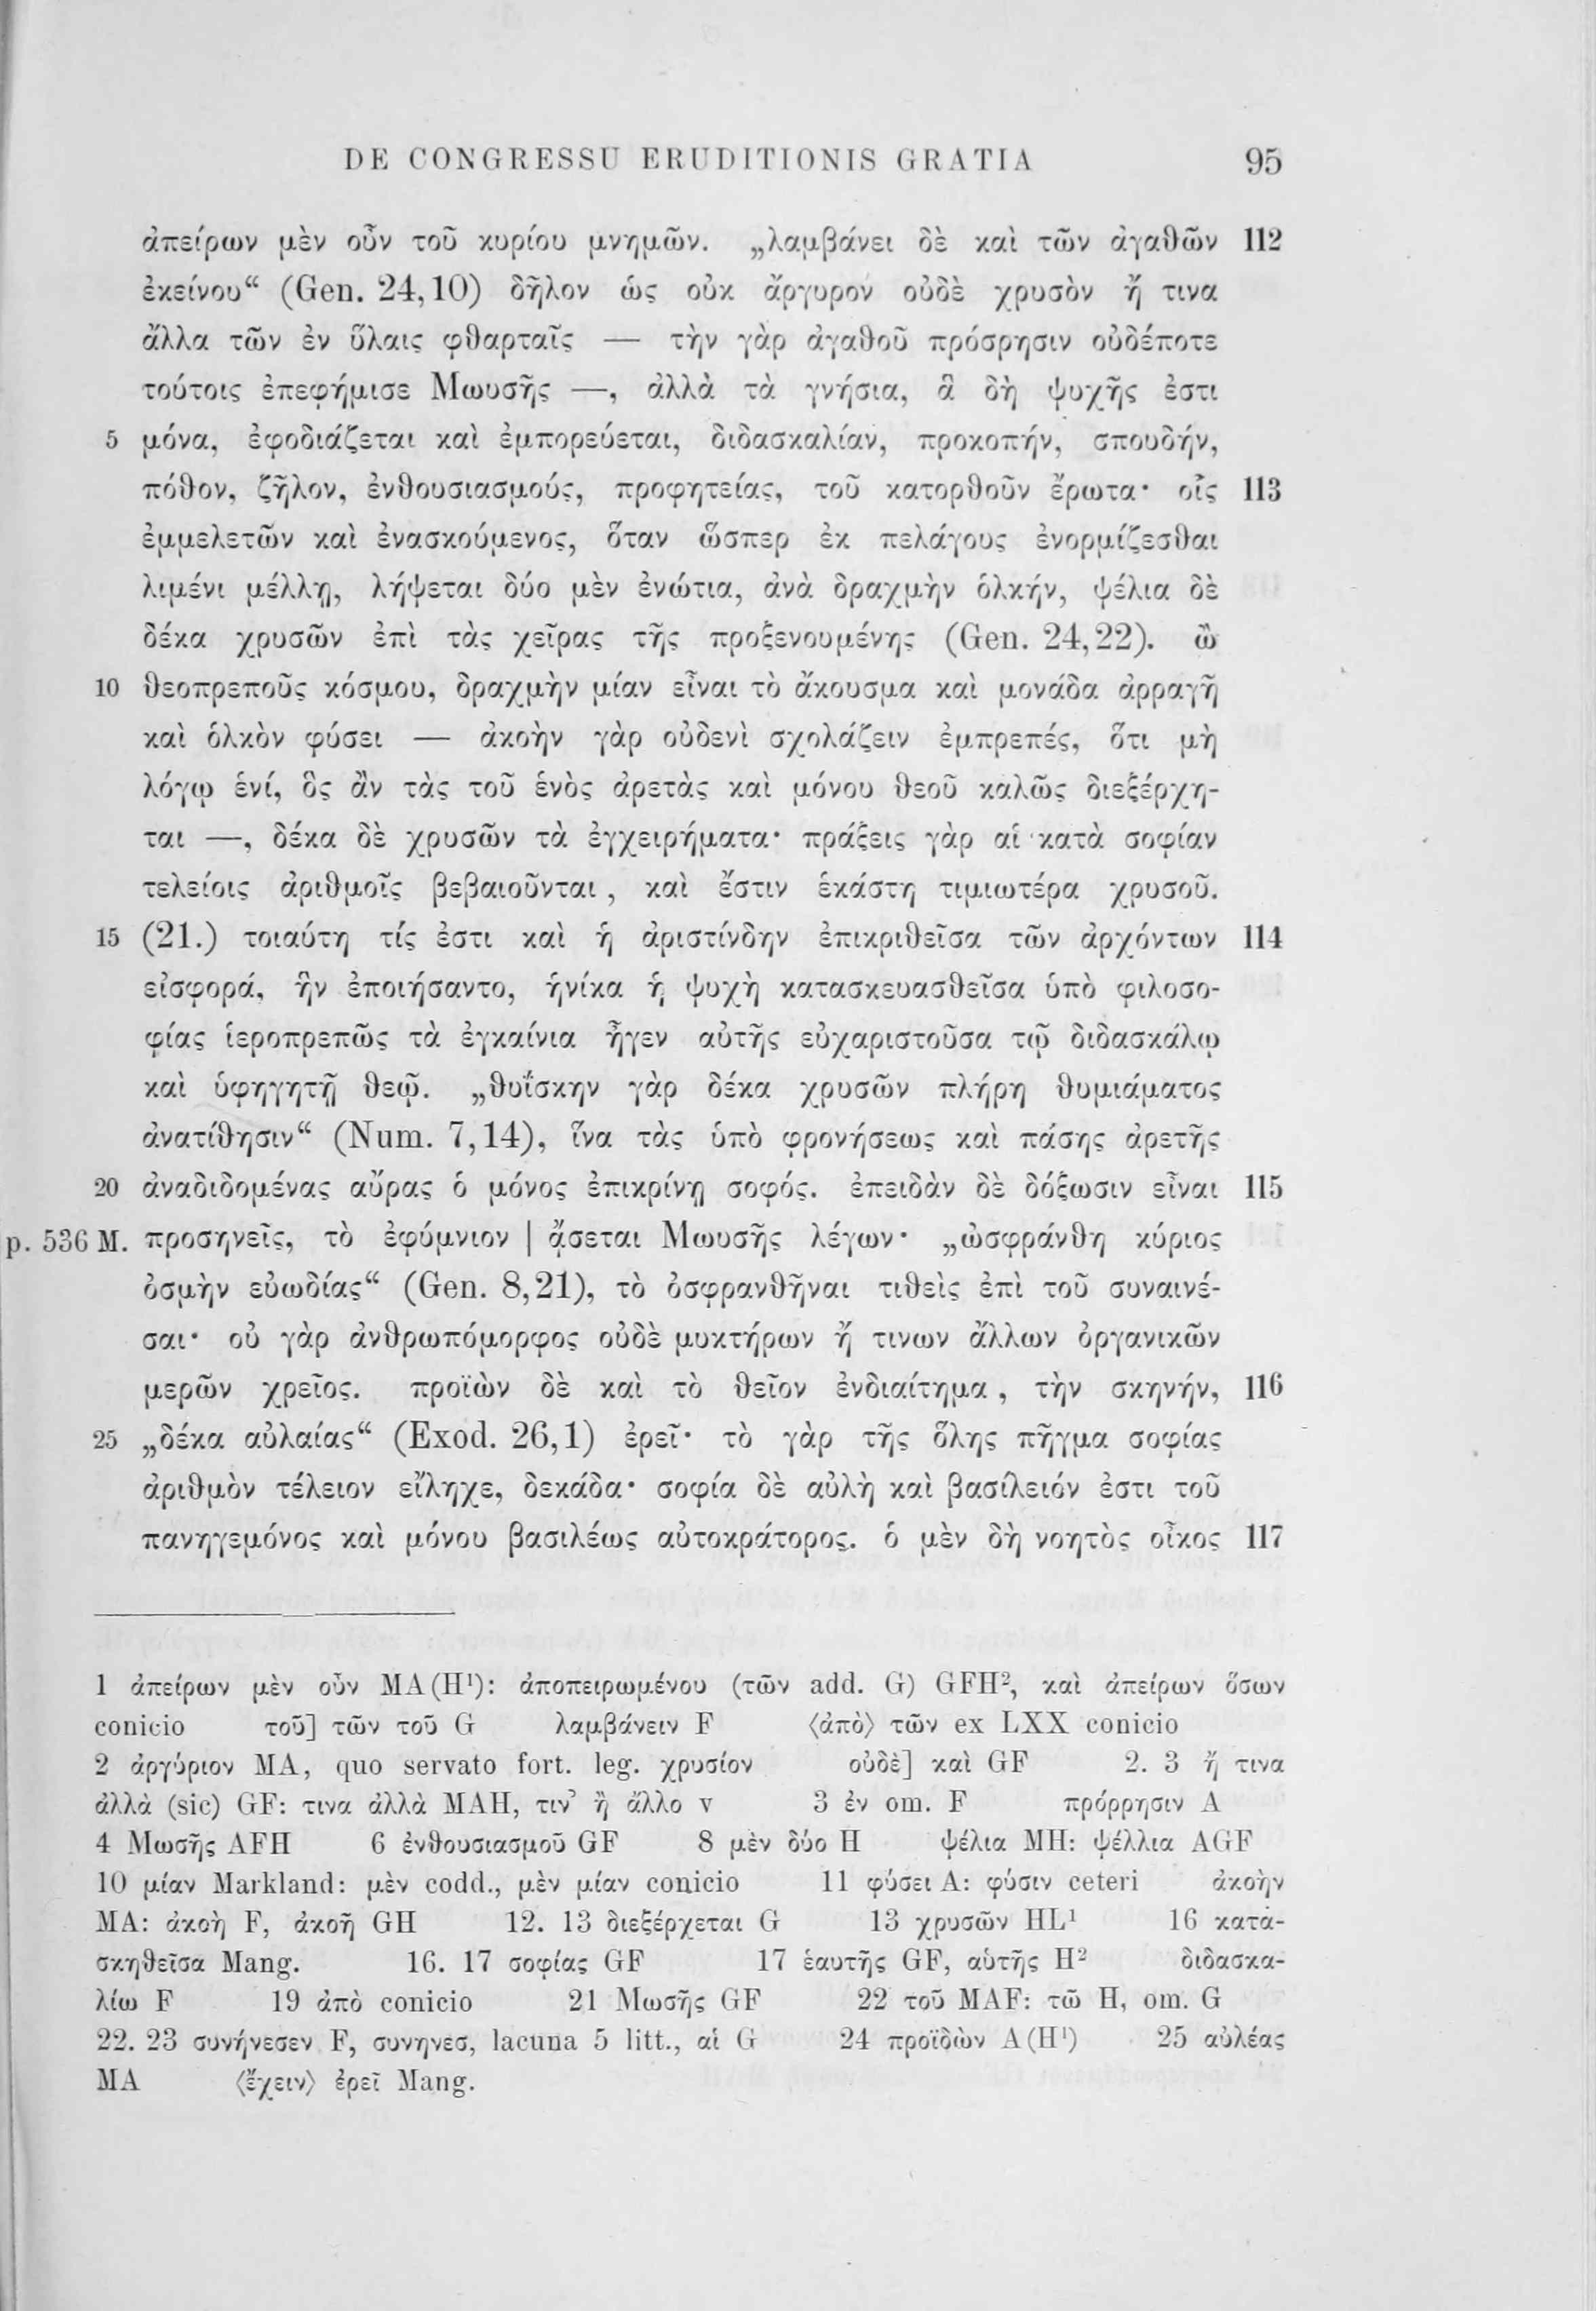 DE CONGRESSU ERUDITIONIS GRATIA 95
ἀπείρων μὲν οὖν τοῦ κυρίου μνημῶν. „λαμβάνει δὲ καὶ τῶν ἀγαθῶν 112
ἐκείνου“ (Gen. 24,10) δῆλον ὡς οὐκ ἄργυρον οὐδὲ χρυσὸν ἤ τινα
ἄλλα τῶν ἐν ὕλαις φθαρταῖς — τὴν γὰρ ἀγαθοῦ πρόσρησιν οὐδέποτε
τούτοις ἐπεφήμισε Μωυσῆς —, ἀλλὰ τὰ γνήσια, ἃ δὴ ψυχῆς ἐστι
5 μόνα, ἐφοδιάζεται καὶ ἐμπορεύεται, διδασκαλίαν, προκοπήν, σπουδήν,
πόθον, ζῆλον, ἐνθουσιασμούς, προφητείας, τοῦ κατορθοῦν ἔρωτα· οἷς 113
ἐμμελετῶν καὶ ἐνασκούμενος, ὅταν ὥσπερ ἐκ πελάγους ἐνορμίζεσθαι
λιμένι μέλλῃ, λήψεται δύο μὲν ἐνώτια, ἀνὰ δραχμὴν ὁλκήν, ψέλια δὲ
δέκα χρυσῶν ἐπὶ τὰς χεῖρας τῆς προξενουμένης (Gen. 24,22). ὢ
10 θεοπρεποῦς κόσμου, δραχμὴν μίαν εἶναι τὸ ἄκουσμα καὶ μονάδα ἀρραγῆ
καὶ ὁλκὸν φύσει — ἀκοὴν γὰρ οὐδενὶ σχολάζειν ἐμπρεπές, ὅτι μὴ
λόγῳ ἑνί, ὃς ἂν τὰς τοῦ ἑνὸς ἀρετὰς καὶ μόνου θεοῦ καλῶς διεξέρχη-
ται —, δέκα δὲ χρυσῶν τὰ ἐγχειρήματα· πράξεις γὰρ αἱ κατὰ σοφίαν
τελείοις ἀριθμοῖς βεβαιοῦνται, καὶ ἔστιν ἑκάστη τιμιωτέρα χρυσοῦ.
15 (21.) τοιαύτη τίς ἐστι καὶ ἡ ἀριστίνδην ἐπικριθεῖσα τῶν ἀρχόντων 114
εἰσφορά, ἣν ἐποιήσαντο, ἡνίκα ἡ ψυχὴ κατασκευασθεῖσα ὑπὸ φιλοσο-
φίας ἱεροπρεπῶς τὰ ἐγκαίνια ἦγεν αὐτῆς εὐχαριστοῦσα τῷ διδασκάλῳ
καὶ ὑφηγητῇ θεῷ. „θυΐσκην γὰρ δέκα χρυσῶν πλήρη θυμιάματος
ἀνατίθησιν“ (Num. 7,14), ἵνα τὰς ὑπὸ φρονήσεως καὶ πάσης ἀρετῆς
20 ἀναδιδομένας αὔρας ὁ μόνος ἐπικρίνῃ σοφός. ἐπειδὰν δὲ δόξωσιν εἶναι 115
p. 536 M. προσηνεῖς, τὸ ἐφύμνιον | ᾄσεται Μωυσῆς λέγων· „ὠσφράνθη κύριος
ὀσμὴν εὐωδίας“ (Gen. 8,21), τὸ ὀσφρανθῆναι τιθεὶς ἐπὶ τοῦ συναινέ-
σαι· οὐ γὰρ ἀνθρωπόμορφος οὐδὲ μυκτήρων ἤ τινων ἄλλων ὀργανικῶν
μερῶν χρεῖος. προϊὼν δὲ καὶ τὸ θεῖον ἐνδιαίτημα, τὴν σκηνήν, 116
25 „δέκα αὐλαίας“ (Exod. 26,1) ἐρεῖ· τὸ γὰρ τῆς ὅλης πῆγμα σοφίας
ἀριθμὸν τέλειον εἴληχε, δεκάδα· σοφία δὲ αὐλὴ καὶ βασίλειόν ἐστι τοῦ
πανηγεμόνος καὶ μόνου βασιλέως αὐτοκράτορος. ὁ μὲν δὴ νοητὸς οἶκος 117
1 ἀπείρων μὲν οὖν MA(H¹): ἀποπειρωμένου (τῶν add. G) GFH², καὶ ἀπείρων ὅσων
conicio τοῦ] τῶν τοῦ G λαμβάνειν F ⟨ἀπὸ⟩ τῶν ex LXX conicio
2 ἀργύριον MA, quo servato fort. leg. χρυσίον οὐδὲ] καὶ GF 2. 3 ἤ τινα
ἀλλὰ (sic) GF: τινα ἀλλὰ MAH, τιν’ ἢ ἄλλο v 3 ἐν om. F πρόρρησιν A
4 Μωσῆς AFH 6 ἐνθουσιασμοῦ GF 8 μὲν δύο H ψέλια MH: ψέλλια AGF
10 μίαν Markland: μὲν codd., μὲν μίαν conicio 11 φύσει A: φύσιν ceteri ἀκοὴν
MA: ἀκοὴ F, ἀκοῆ GH 12. 13 διεξέρχεται G 13 χρυσῶν HL¹ 16 κατα-
σκηθεῖσα Mang. 16. 17 σοφίας GF 17 ἑαυτῆς GF, αὑτῆς H² διδασκα-
λίω F 19 ἀπὸ conicio 21 Μωσῆς GF 22 τοῦ MAF: τῶ H, om. G
22. 23 συνήνεσεν F, συνηνεσ, lacuna 5 litt., αἱ G 24 προϊδὼν A(H¹) 25 αὐλέας
MA ⟨ἔχειν⟩ ἐρεῖ Mang.